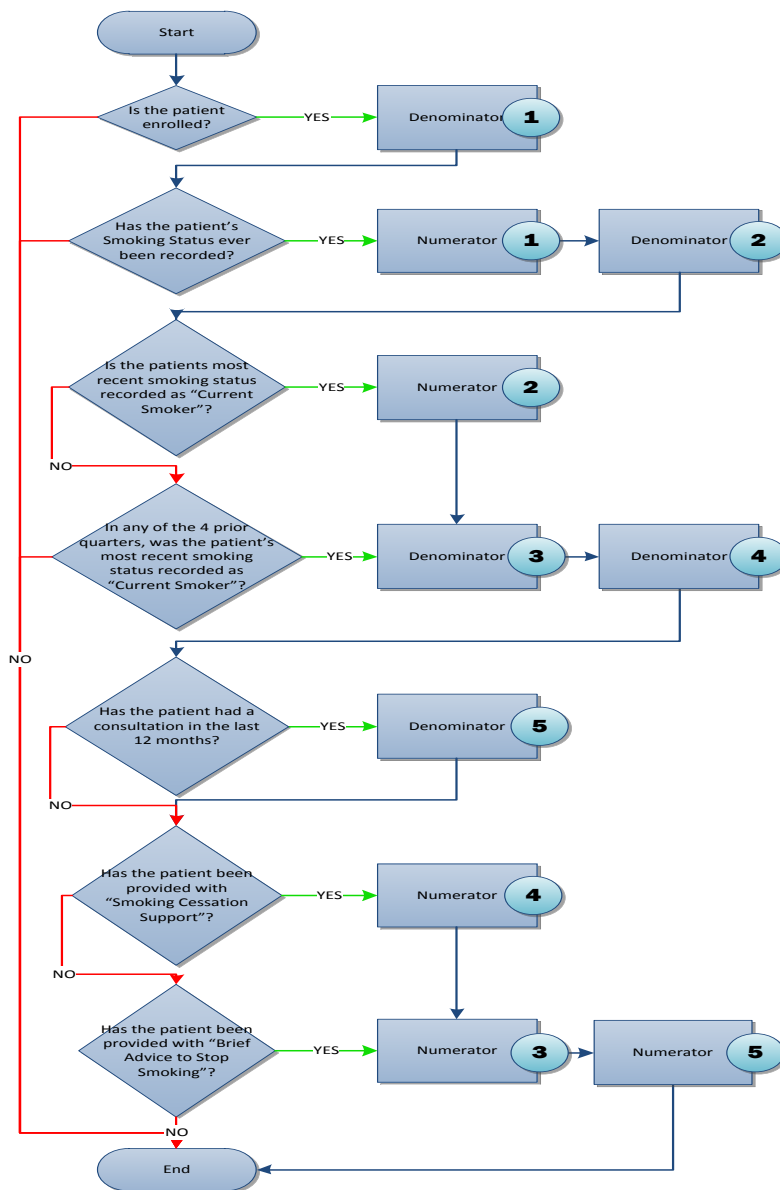 Start
Is the patient
enrolled?
YES
Denominator
1
Has the patient's
Smoking Status ever
been recorded?
YES
Numerator
1
Denominator
2
Is the patients most
recent smoking status
recorded as "Current
Smoker"?
YES
Numerator
2
NO
In any of the 4 prior
quarters, was the patient's
most recent smoking
status recorded as
"Current Smoker"?
YES
Denominator
3
Denominator
4
NO
Has the patient had a
consultation in the last
12 months?
YES
Denominator
5
NO
Has the patient been
provided with
"Smoking Cessation
Support"?
YES
Numerator
4
NO
Has the patient been
provided with "Brief
Advice to Stop
Smoking"?
YES
Numerator
3
Numerator
5
NO
End